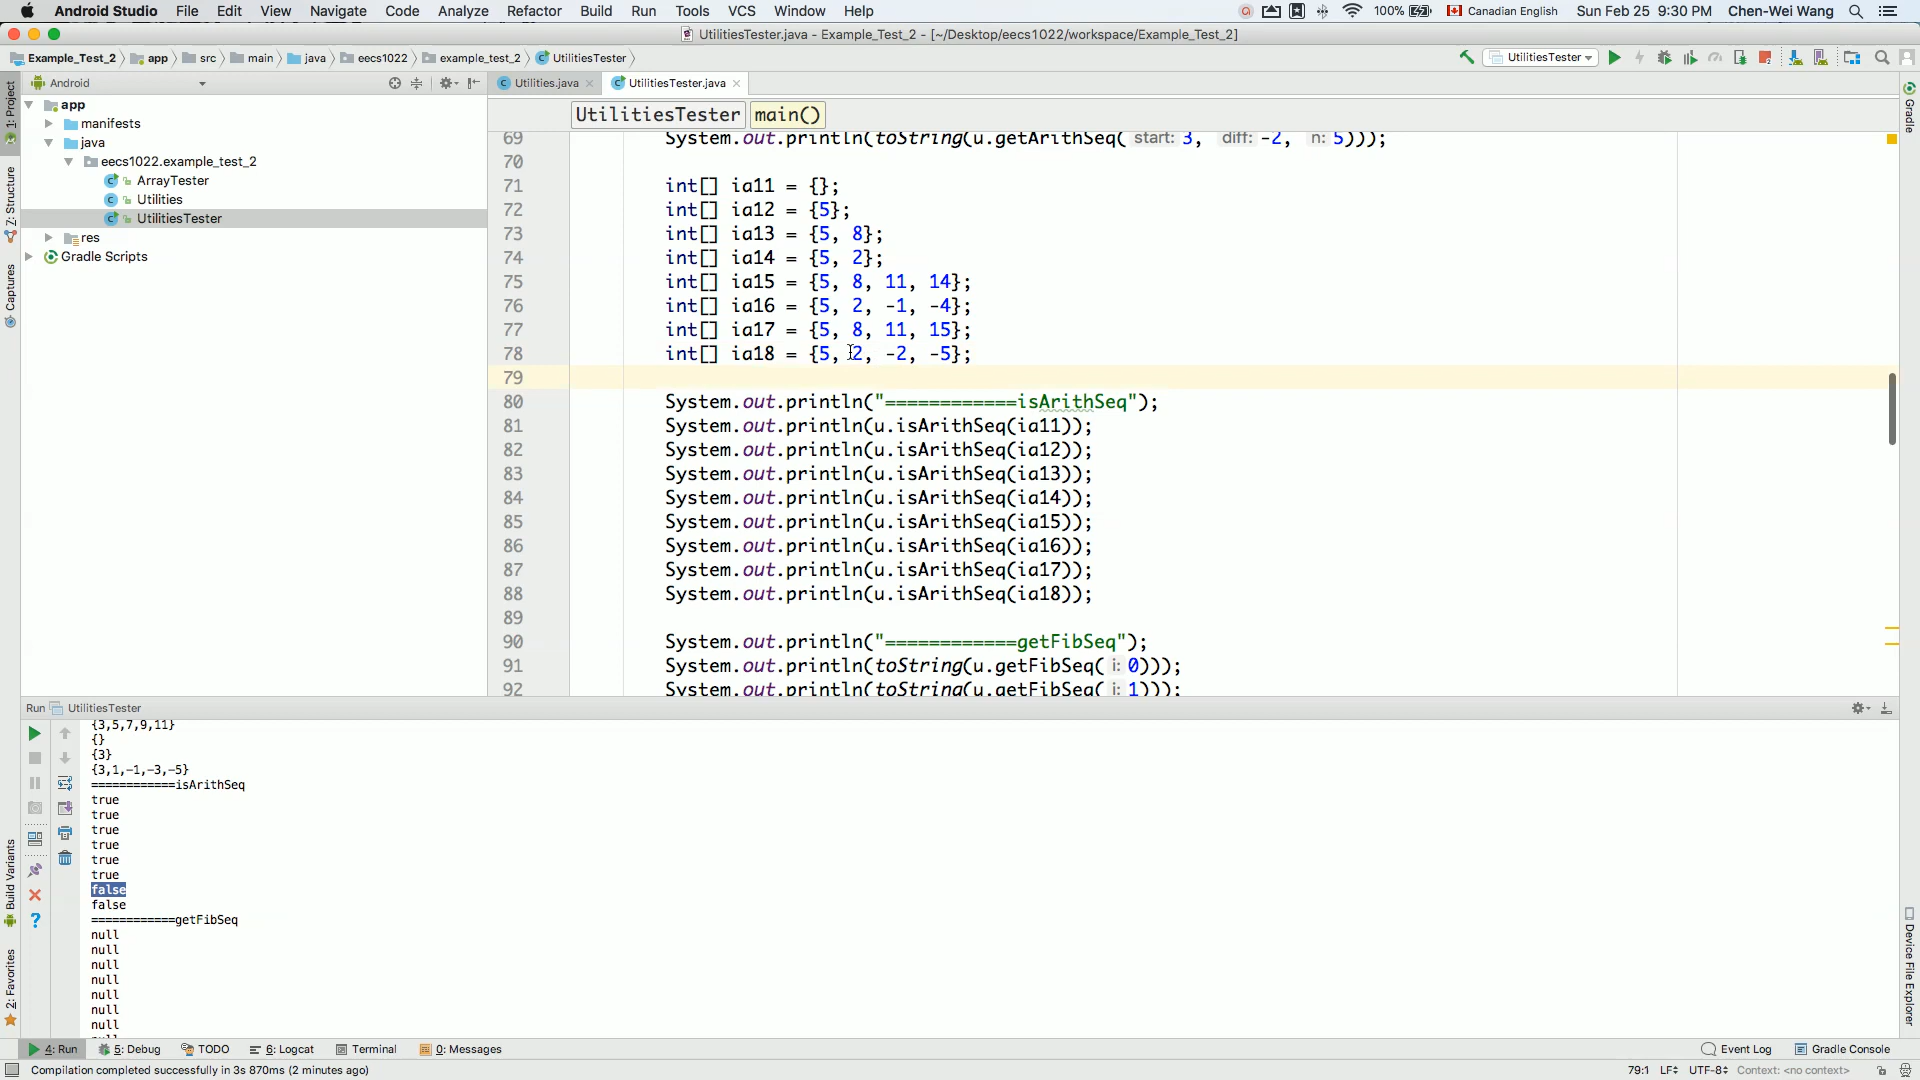 Android Studio File Edit View Navigate Code Analyze Refactor Build Run Tools VCS Window Help 100% Canadian English Sun Feb 25 9:30 PM Chen-Wei Wang
UtilitiesTester.java - Example_Test_2 - [~/Desktop/eecs1022/workspace/Example_Test_2]
Example_Test_2 app src main java eecs1022 example_test_2 UtilitiesTester UtilitiesTester
Android Utilities.java UtilitiesTester.java
UtilitiesTester main()
1: Project
Z: Structure
Captures
Build Variants
2: Favorites
app
manifests
java
eecs1022.example_test_2
ArrayTester
Utilities
UtilitiesTester
res
Gradle Scripts
69 System.out.println(toString(u.getArithSeq( start: 3, diff: -2, n: 5)));
70
71 int[] ia11 = {};
72 int[] ia12 = {5};
73 int[] ia13 = {5, 8};
74 int[] ia14 = {5, 2};
75 int[] ia15 = {5, 8, 11, 14};
76 int[] ia16 = {5, 2, -1, -4};
77 int[] ia17 = {5, 8, 11, 15};
78 int[] ia18 = {5, 2, -2, -5};
79
80 System.out.println("============isArithSeq");
81 System.out.println(u.isArithSeq(ia11));
82 System.out.println(u.isArithSeq(ia12));
83 System.out.println(u.isArithSeq(ia13));
84 System.out.println(u.isArithSeq(ia14));
85 System.out.println(u.isArithSeq(ia15));
86 System.out.println(u.isArithSeq(ia16));
87 System.out.println(u.isArithSeq(ia17));
88 System.out.println(u.isArithSeq(ia18));
89
90 System.out.println("============getFibSeq");
91 System.out.println(toString(u.getFibSeq( i: 0)));
92 System.out.println(toString(u.getFibSeq( i: 1)));
Gradle
Device File Explorer
Run UtilitiesTester
{3,5,7,9,11}
{}
{3}
{3,1,-1,-3,-5}
============isArithSeq
true
true
true
true
true
true
false
false
============getFibSeq
null
null
null
null
null
null
null
null
4: Run 5: Debug TODO 6: Logcat Terminal 0: Messages Event Log Gradle Console
Compilation completed successfully in 3s 870ms (2 minutes ago) 79:1 LF UTF-8 Context: <no context>